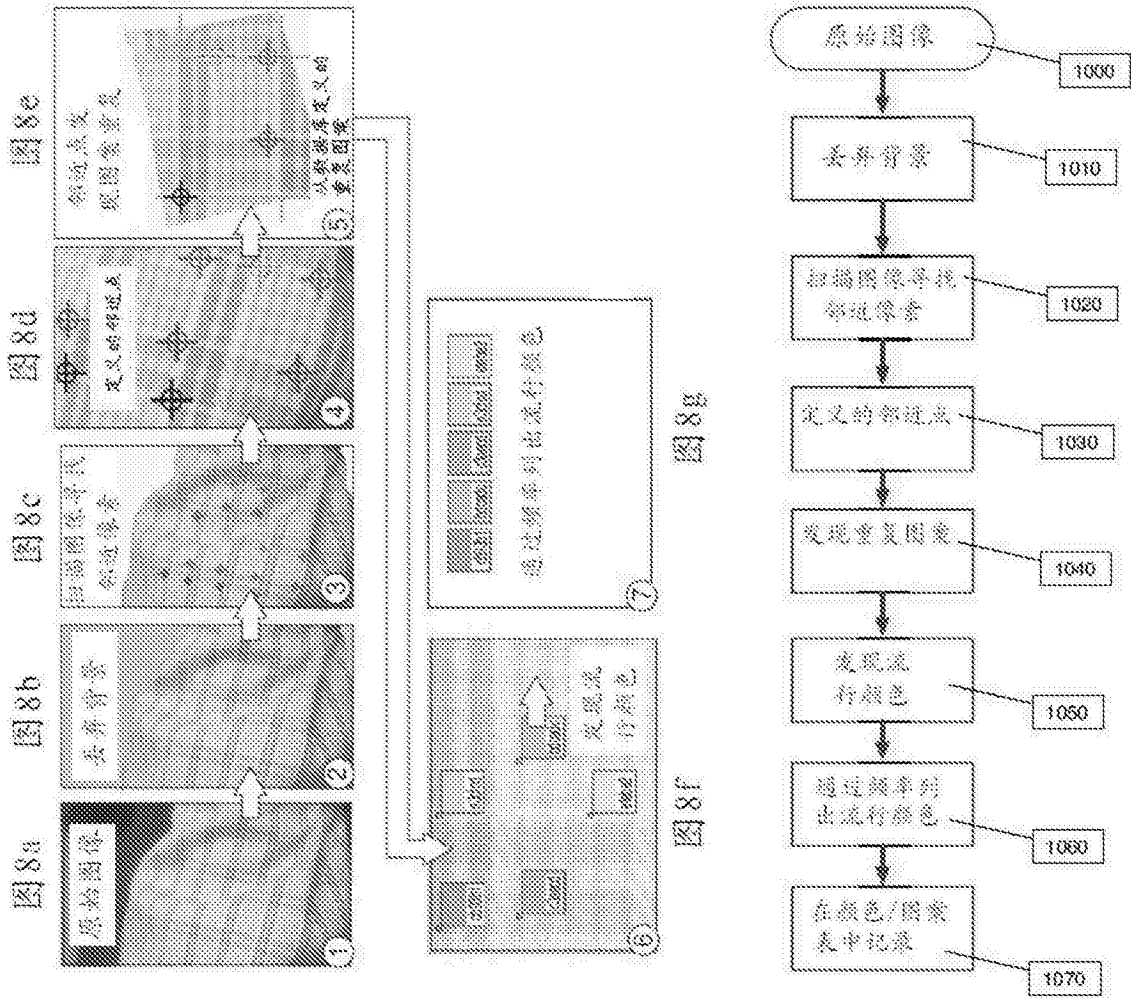 图8a
原始图像
①
图8b
丢弃背景
②
图8c
扫描图像寻找
邻近像素
③
图8d
定义的邻近点
④
图8e
邻近点发
现图案重复
从数据库定义的
重复图案
⑤
发现流
行颜色
⑥
图8f
通过频率列出流行颜色
⑦
图8g
原始图像
1000
丢弃背景
1010
扫描图像寻找
邻近像素
1020
定义的邻近点
1030
发现重复图案
1040
发现流
行颜色
1050
通过频率列
出流行颜色
1060
在颜色/图案
表中记录
1070